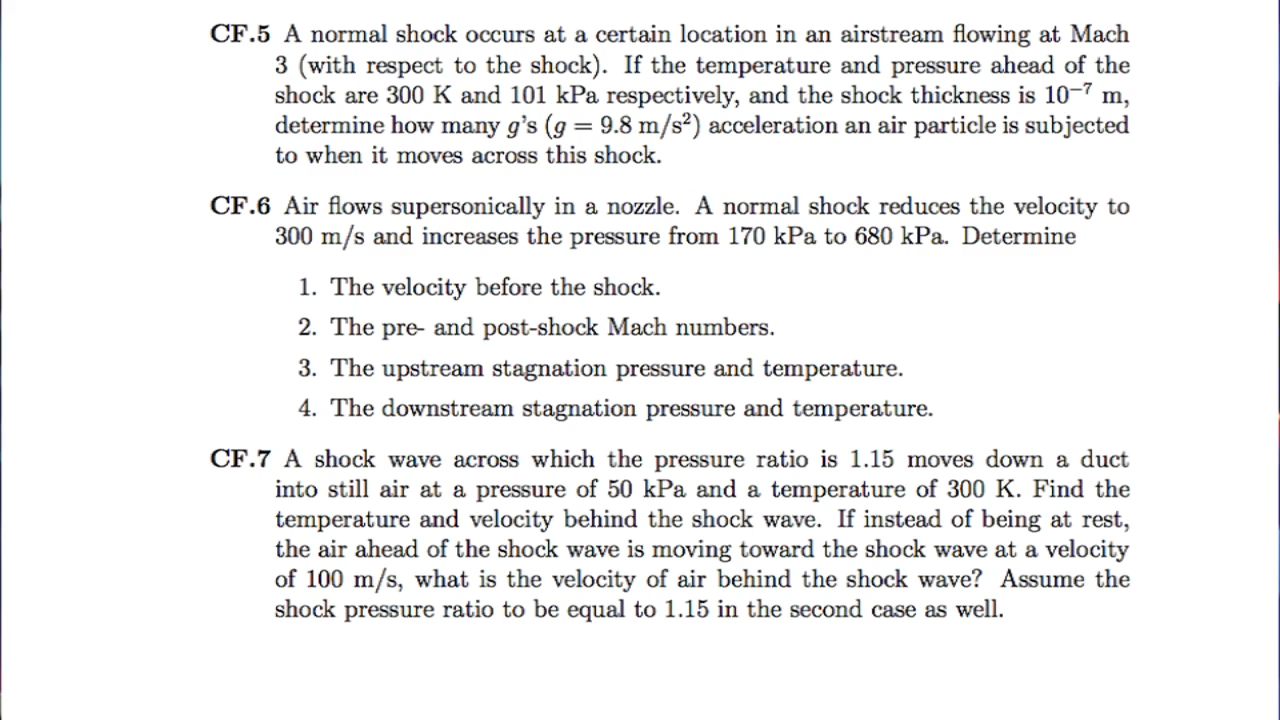 CF.5 A normal shock occurs at a certain location in an airstream flowing at Mach
3 (with respect to the shock). If the temperature and pressure ahead of the
shock are 300 K and 101 kPa respectively, and the shock thickness is 10⁻⁷ m,
determine how many g's (g = 9.8 m/s²) acceleration an air particle is subjected
to when it moves across this shock.
CF.6 Air flows supersonically in a nozzle. A normal shock reduces the velocity to
300 m/s and increases the pressure from 170 kPa to 680 kPa. Determine
1. The velocity before the shock.
2. The pre- and post-shock Mach numbers.
3. The upstream stagnation pressure and temperature.
4. The downstream stagnation pressure and temperature.
CF.7 A shock wave across which the pressure ratio is 1.15 moves down a duct
into still air at a pressure of 50 kPa and a temperature of 300 K. Find the
temperature and velocity behind the shock wave. If instead of being at rest,
the air ahead of the shock wave is moving toward the shock wave at a velocity
of 100 m/s, what is the velocity of air behind the shock wave? Assume the
shock pressure ratio to be equal to 1.15 in the second case as well.